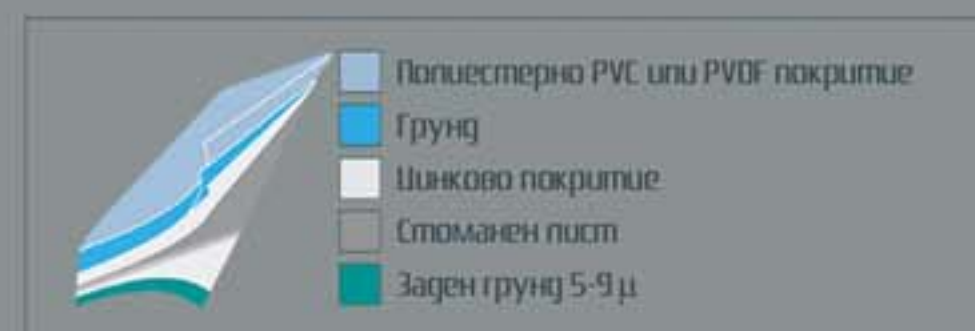 Полиестерно PVC или PVDF покритие
Грунд
Цинково покритие
Стоманен лист
Заден грунд 5-9 μ